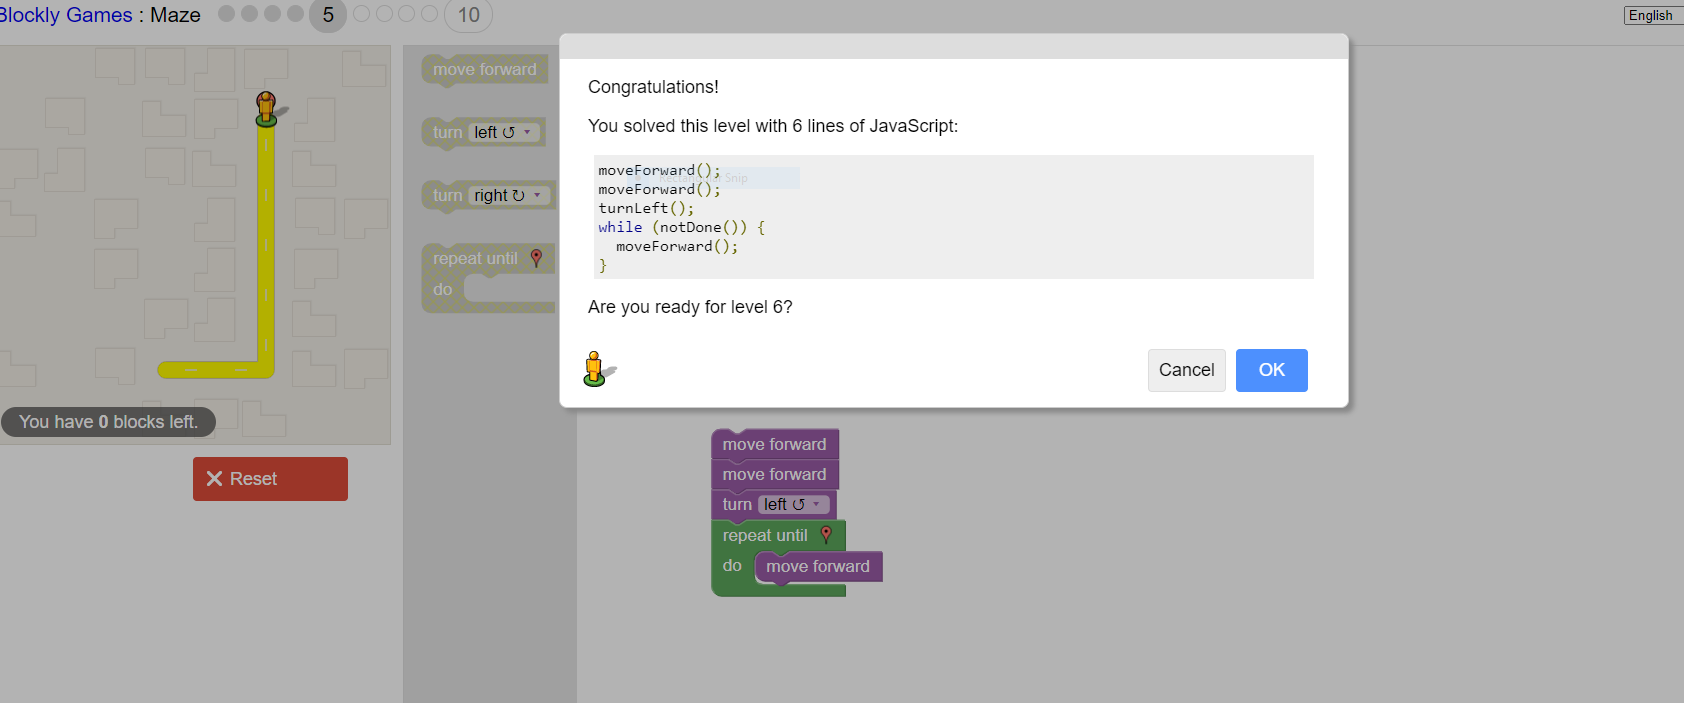 Blockly Games : Maze 5 10
English
move forward
turn left
turn right
repeat until
do
You have 0 blocks left.
Reset
Congratulations!
You solved this level with 6 lines of JavaScript:
moveForward();
Rectangular Snip
moveForward();
turnLeft();
while (notDone()) {
moveForward();
}
Are you ready for level 6?
Cancel OK
move forward
move forward
turn left
repeat until
do move forward